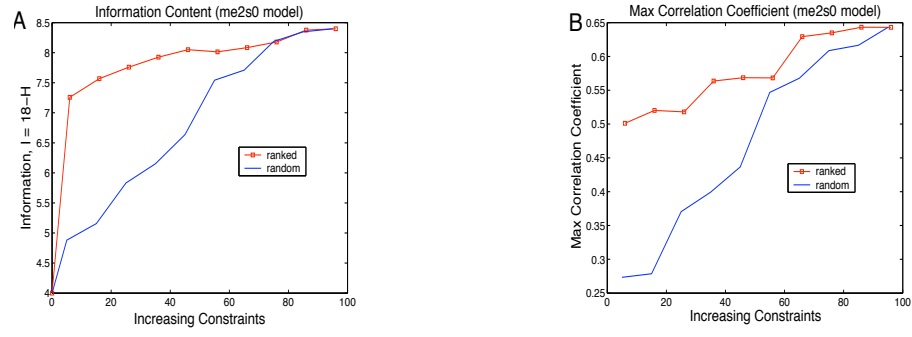 A
Information Content (me2s0 model)
8.5
8
7.5
7
6.5
6
5.5
5
4.5
4
Information, I = 18-H
ranked
random
0
20
40
60
80
100
Increasing Constraints
B
Max Correlation Coefficient (me2s0 model)
0.65
0.6
0.55
0.5
0.45
0.4
0.35
0.3
0.25
Max Correlation Coefficient
ranked
random
0
20
40
60
80
100
Increasing Constraints